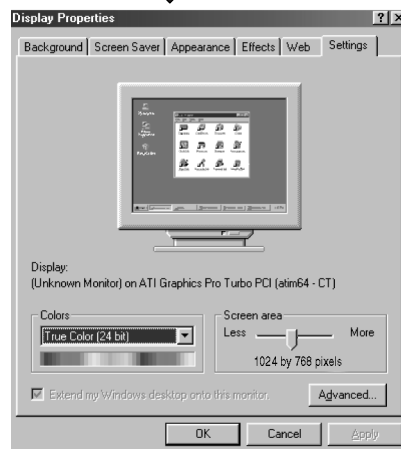 Display Properties
Background Screen Saver Appearance Effects Web Settings
Display:
(Unknown Monitor) on ATI Graphics Pro Turbo PCI (atim64 - CT)
Colors
True Color (24 bit)
Screen area
Less More
1024 by 768 pixels
Extend my Windows desktop onto this monitor.
Advanced...
OK Cancel Apply